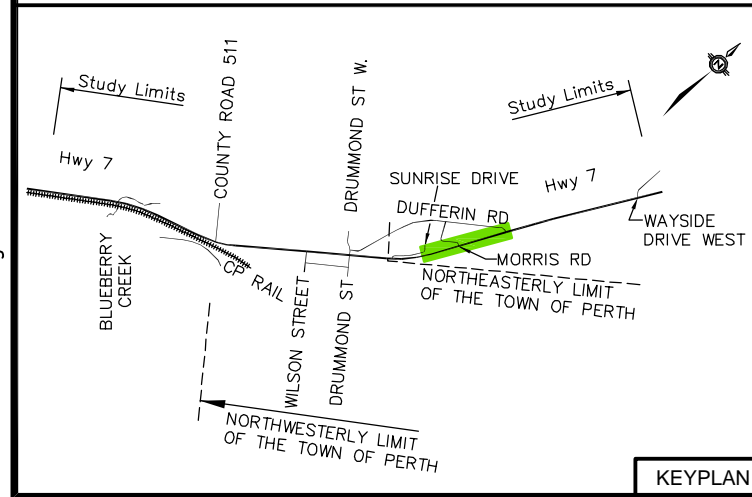 Study Limits
COUNTY ROAD 511
DRUMMOND ST W.
Study Limits
N
Hwy 7
SUNRISE DRIVE
Hwy 7
DUFFERIN RD
WAYSIDE
DRIVE WEST
MORRIS RD
NORTHEASTERLY LIMIT
OF THE TOWN OF PERTH
BLUEBERRY
CREEK
CP RAIL
WILSON STREET
DRUMMOND ST
NORTHWESTERLY LIMIT
OF THE TOWN OF PERTH
KEYPLAN